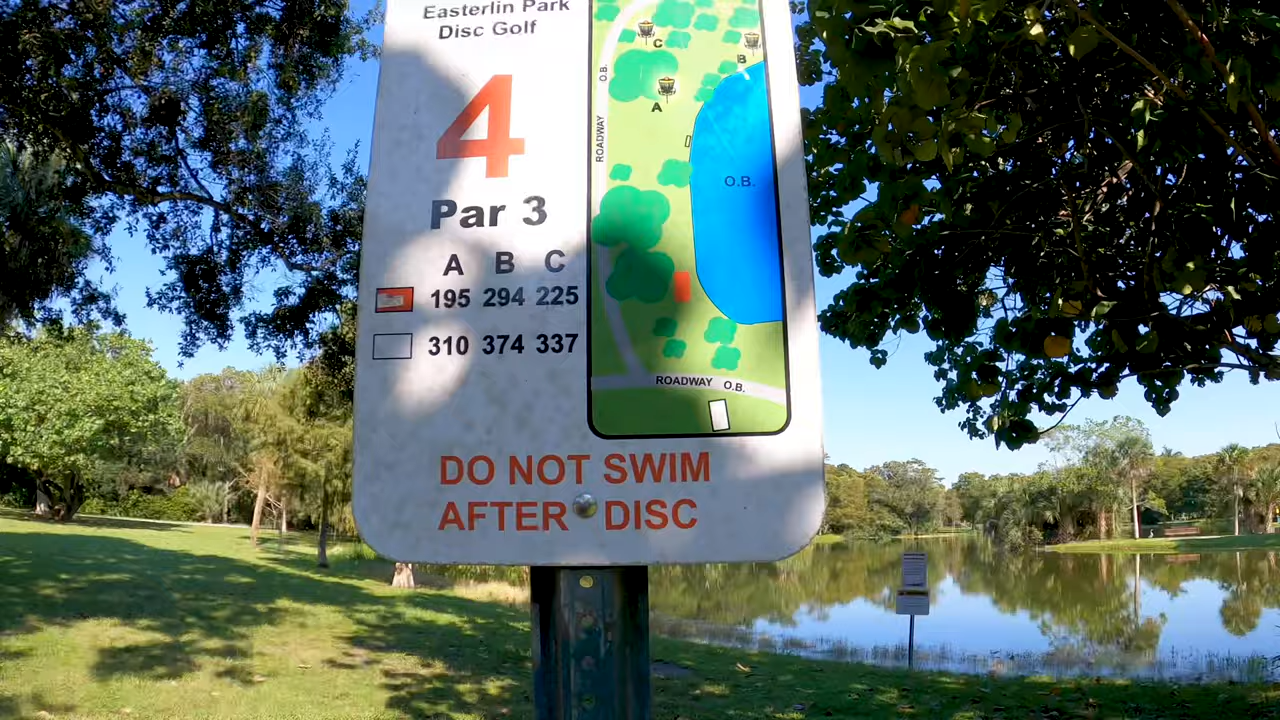 Easterlin Park
Disc Golf
4
Par 3
A B C
195 294 225
310 374 337
C
B
A
O.B.
ROADWAY
O.B.
ROADWAY O.B.
DO NOT SWIM
AFTER DISC